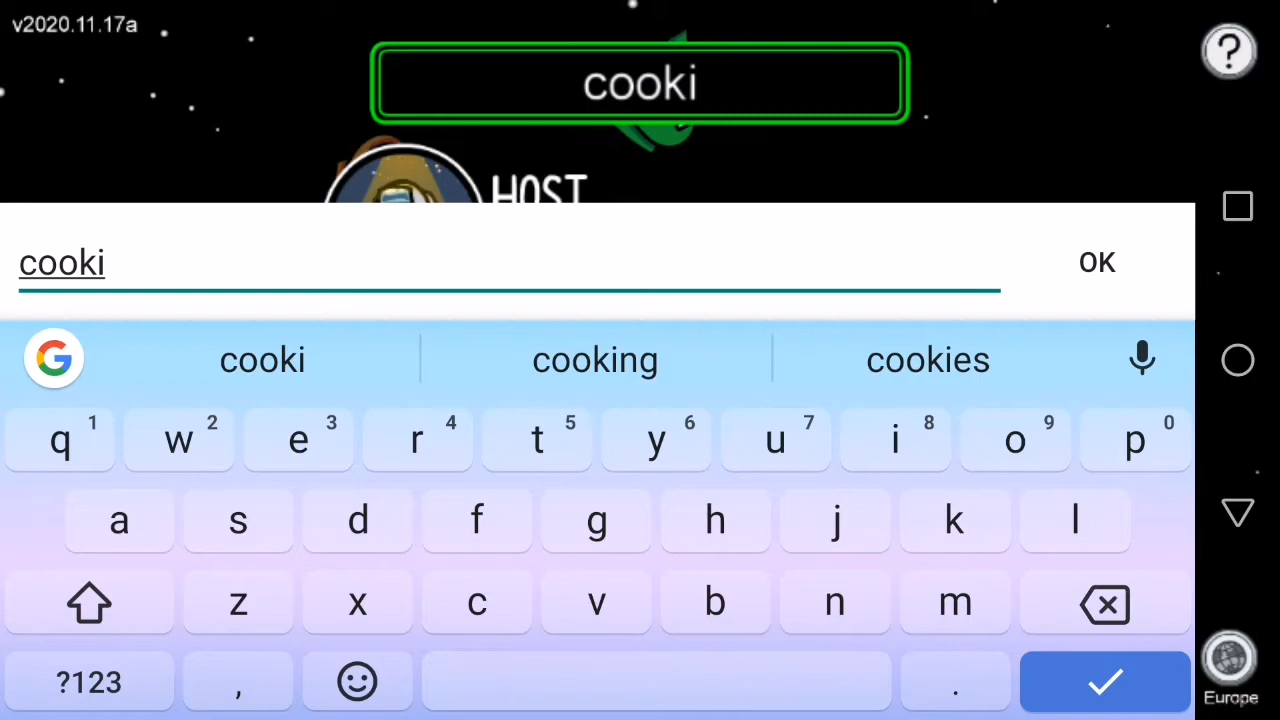 v2020.11.17a
cooki
?
HOST
cooki
OK
G
cooki
cooking
cookies
q 1 w 2 e 3 r 4 t 5 y 6 u 7 i 8 o 9 p 0
a s d f g h j k l
z x c v b n m
?123 , .
Europe